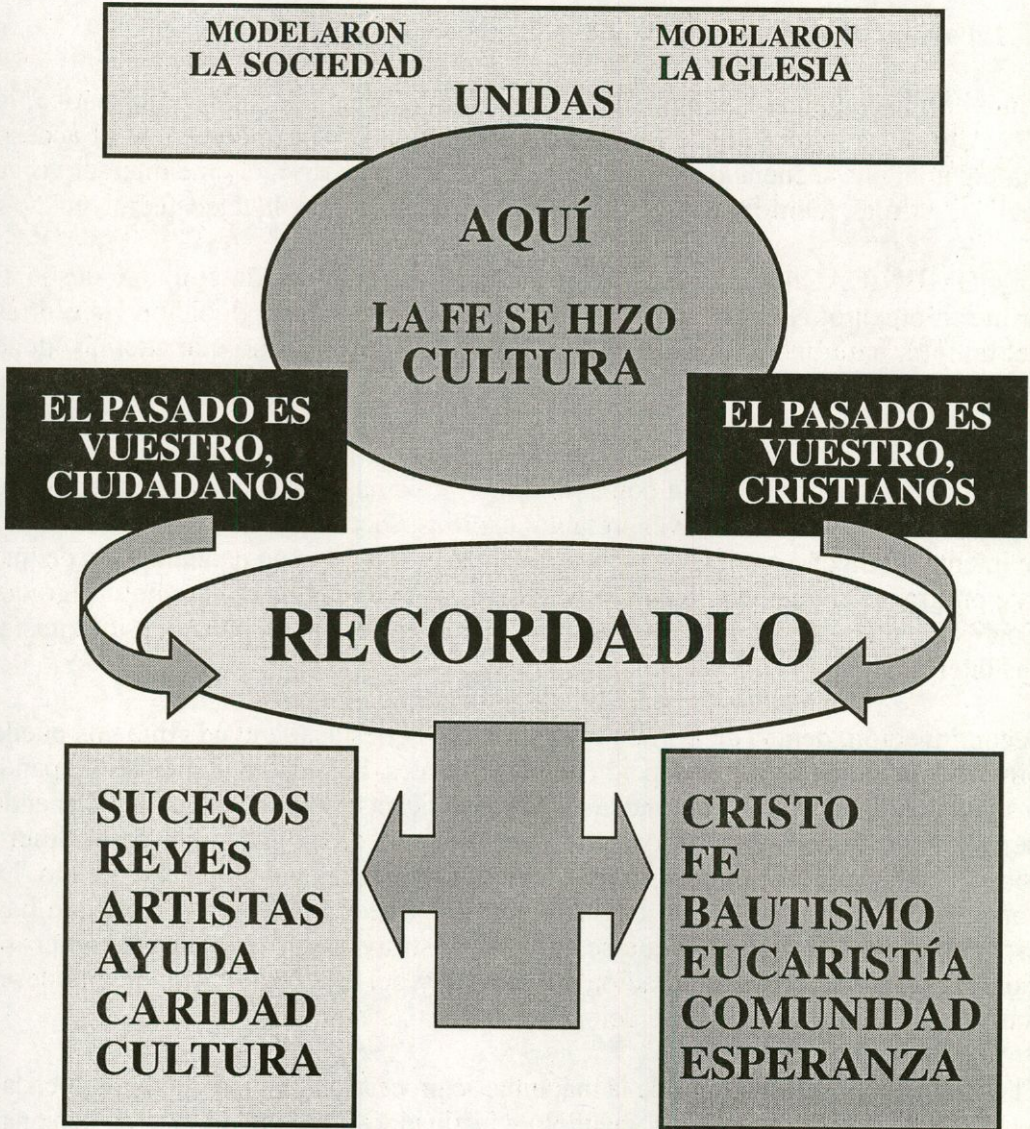 MODELARON
LA SOCIEDAD
MODELARON
LA IGLESIA
UNIDAS
AQUÍ
LA FE SE HIZO
CULTURA
EL PASADO ES
VUESTRO,
CIUDADANOS
EL PASADO ES
VUESTRO,
CRISTIANOS
RECORDADLO
SUCESOS
REYES
ARTISTAS
AYUDA
CARIDAD
CULTURA
CRISTO
FE
BAUTISMO
EUCARISTÍA
COMUNIDAD
ESPERANZA